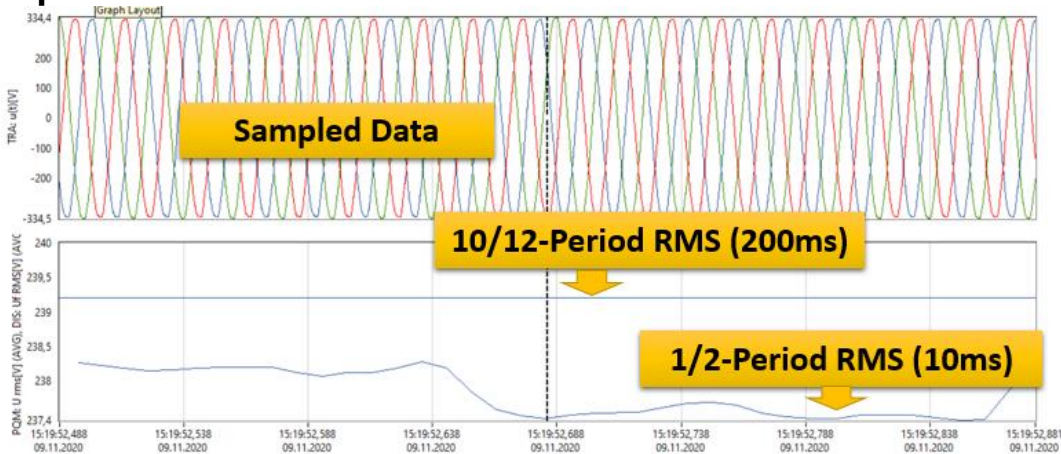 Graph Layout
334,4
200
100
0
-100
-200
-334,5
TRA: u(t)[V]
Sampled Data
10/12-Period RMS (200ms)
240
239,5
239
238,5
238
237,4
PQM: U rms[V] (AVG), DIS: Uf RMS[V] (AVC
1/2-Period RMS (10ms)
15:19:52,488 15:19:52,538 15:19:52,588 15:19:52,638 15:19:52,688 15:19:52,738 15:19:52,788 15:19:52,838 15:19:52,881
09.11.2020 09.11.2020 09.11.2020 09.11.2020 09.11.2020 09.11.2020 09.11.2020 09.11.2020 09.11.2020